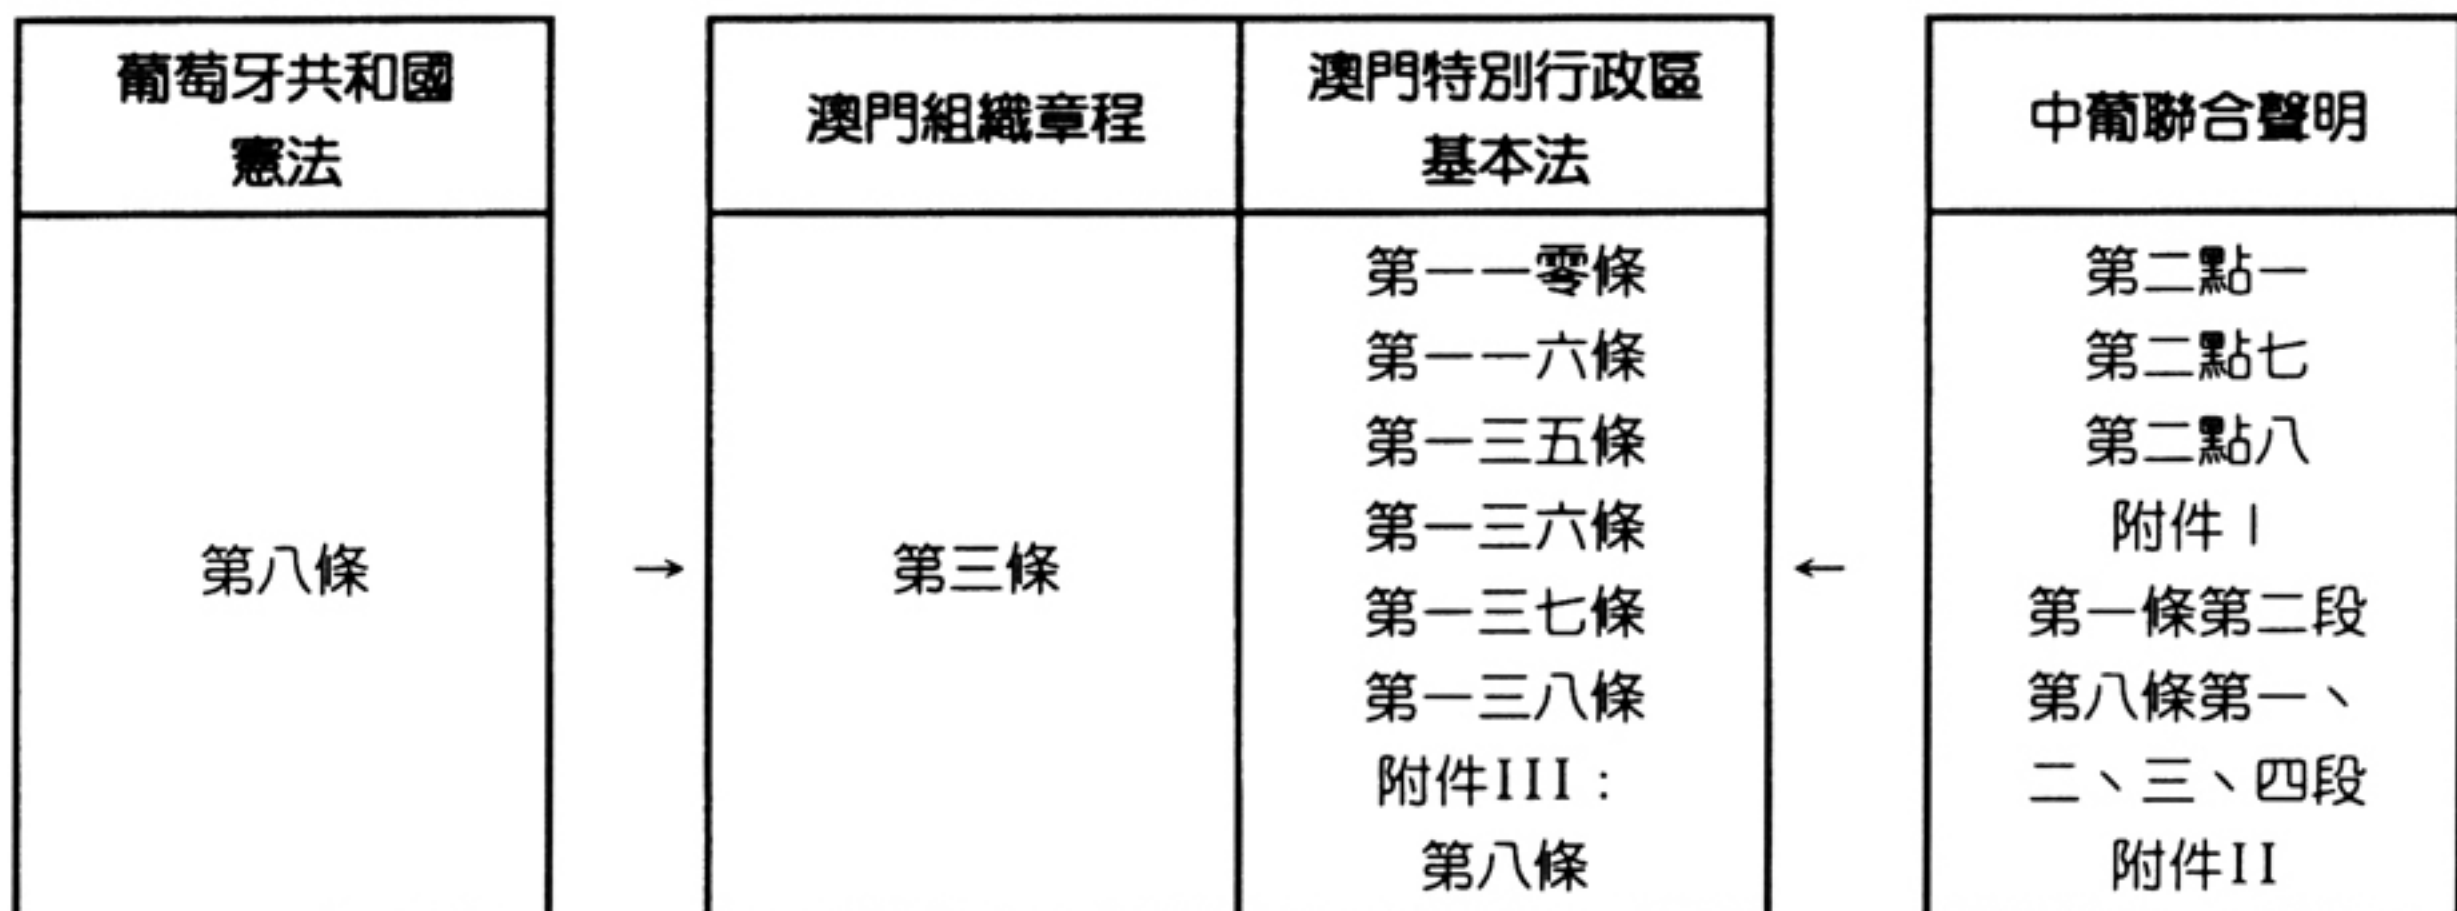 葡萄牙共和國
憲法
第八條
→
澳門組織章程
第三條
澳門特別行政區
基本法
第一一零條
第一一六條
第一三五條
第一三六條
第一三七條
第一三八條
附件III：
第八條
←
中葡聯合聲明
第二點一
第二點七
第二點八
附件I
第一條第二段
第八條第一、
二、三、四段
附件II